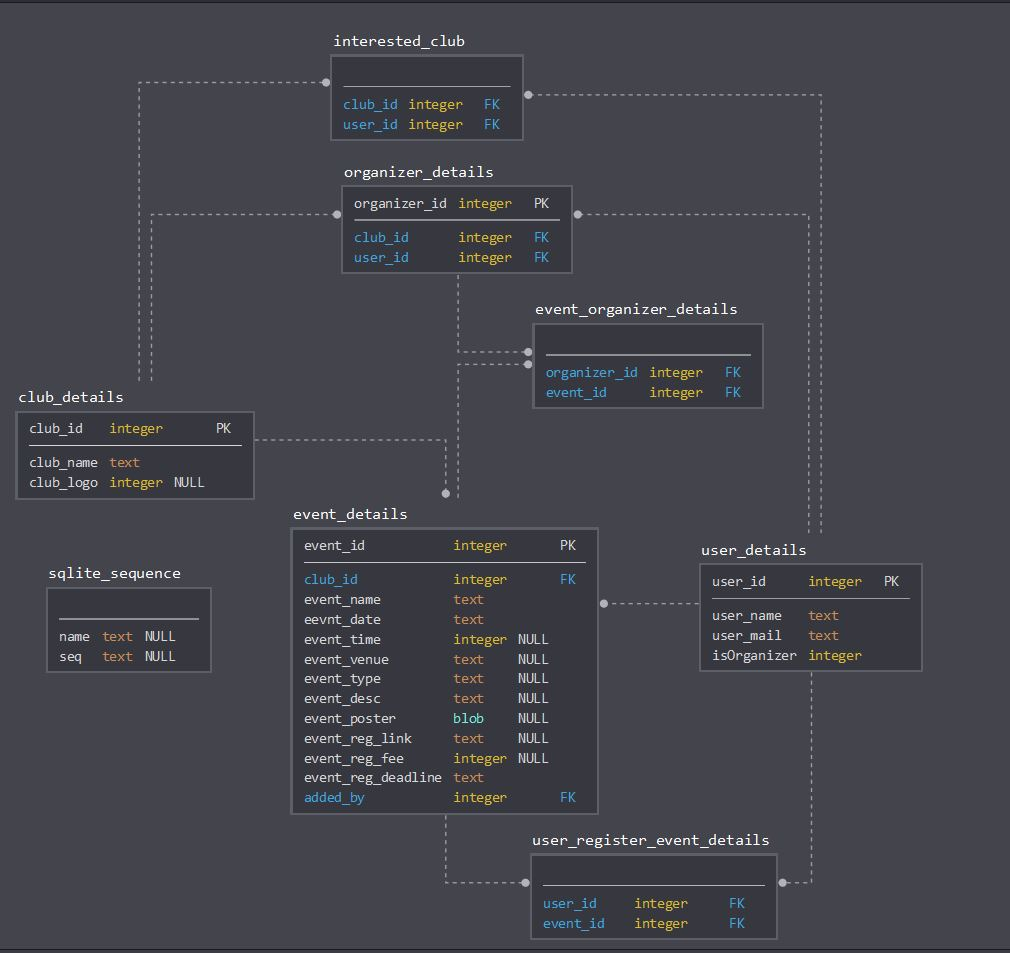 interested_club
club_id integer FK
user_id integer FK
organizer_details
organizer_id integer PK
club_id integer FK
user_id integer FK
event_organizer_details
organizer_id integer FK
event_id integer FK
club_details
club_id integer PK
club_name text
club_logo integer NULL
event_details
event_id integer PK
club_id integer FK
event_name text
eevnt_date text
event_time integer NULL
event_venue text NULL
event_type text NULL
event_desc text NULL
event_poster blob NULL
event_reg_link text NULL
event_reg_fee integer NULL
event_reg_deadline text
added_by integer FK
user_details
user_id integer PK
user_name text
user_mail text
isOrganizer integer
sqlite_sequence
name text NULL
seq text NULL
user_register_event_details
user_id integer FK
event_id integer FK